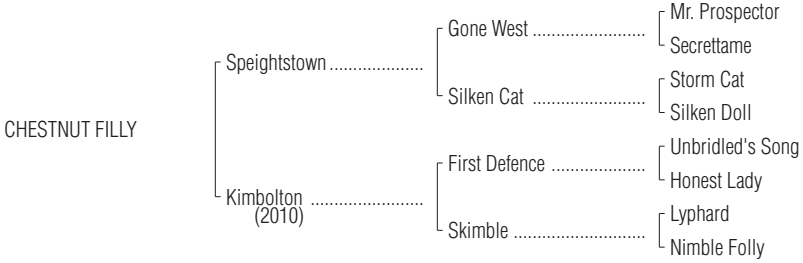 Mr. Prospector
Gone West ........................
Secrettame
Speightstown ....................
Storm Cat
Silken Cat ........................
Silken Doll
CHESTNUT FILLY
Unbridled's Song
First Defence ....................
Honest Lady
Kimbolton ........................
(2010)
Lyphard
Skimble ............................
Nimble Folly